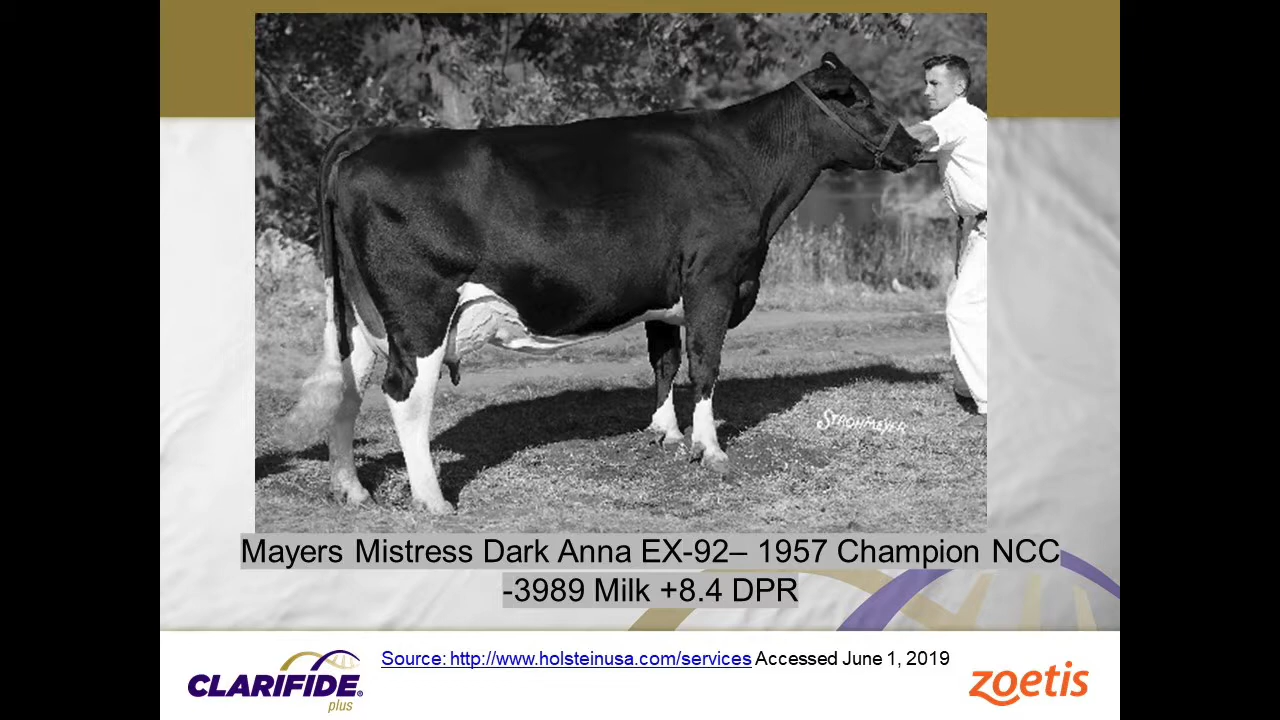 STROHMEYER
Mayers Mistress Dark Anna EX-92– 1957 Champion NCC
-3989 Milk +8.4 DPR
Source: http://www.holsteinusa.com/services Accessed June 1, 2019
CLARIFIDE®
plus
zoetis